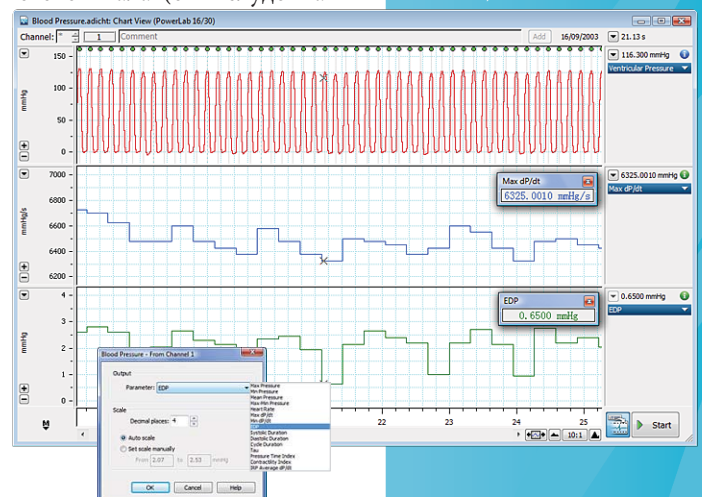 Blood Pressure.adicht: Chart View (PowerLab 16/30)
Channel: 1 Comment Add 16/09/2003 21.13 s
150
100
50
0
mmHg
116.300 mmHg
Ventricular Pressure
7000
6800
6600
6400
6200
mmHg/s
Max dP/dt
6325.0010 mmHg/s
6325.0010 mmHg
Max dP/dt
4
3
2
1
0
mmHg
EDP
0.6500 mmHg
0.6500 mmHg
EDP
Blood Pressure - From Channel 1
Output
Parameter: EDP
Max Pressure
Min Pressure
Mean Pressure
Max-Min Pressure
Heart Rate
Max dP/dt
Min dP/dt
EDP
Systolic Duration
Diastolic Duration
Cycle Duration
Tau
Pressure Time Index
Contractility Index
IRP Average dP/dt
Scale
Decimal places: 4
Auto scale
Set scale manually
From 2.07 to 2.53 mmHg
OK Cancel Help
M
22 23 24 25
10:1
Start